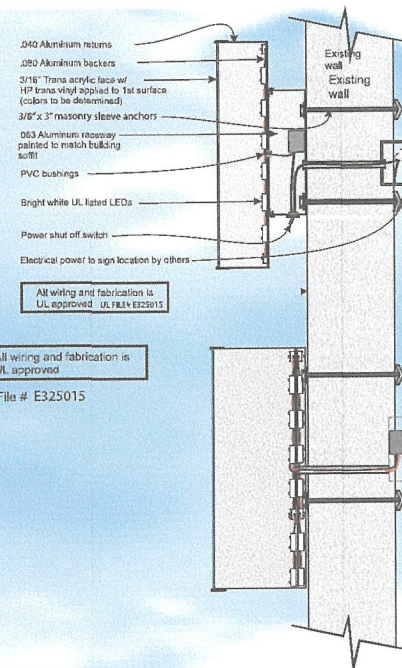 .040 Aluminum returns
.080 Aluminum backers
3/16" Trans acrylic face w/
HP trans vinyl applied to 1st surface
(colors to be determined)
3/8" x 3" masonry sleeve anchors
063 Aluminum raceway
painted to match building
soffit
PVC bushings
Bright white UL listed LEDs
Power shut off switch
Electrical power to sign location by others
Existing
wall
Existing
wall
All wiring and fabrication is
UL approved UL FILE# E325015
All wiring and fabrication is
UL approved
File # E325015